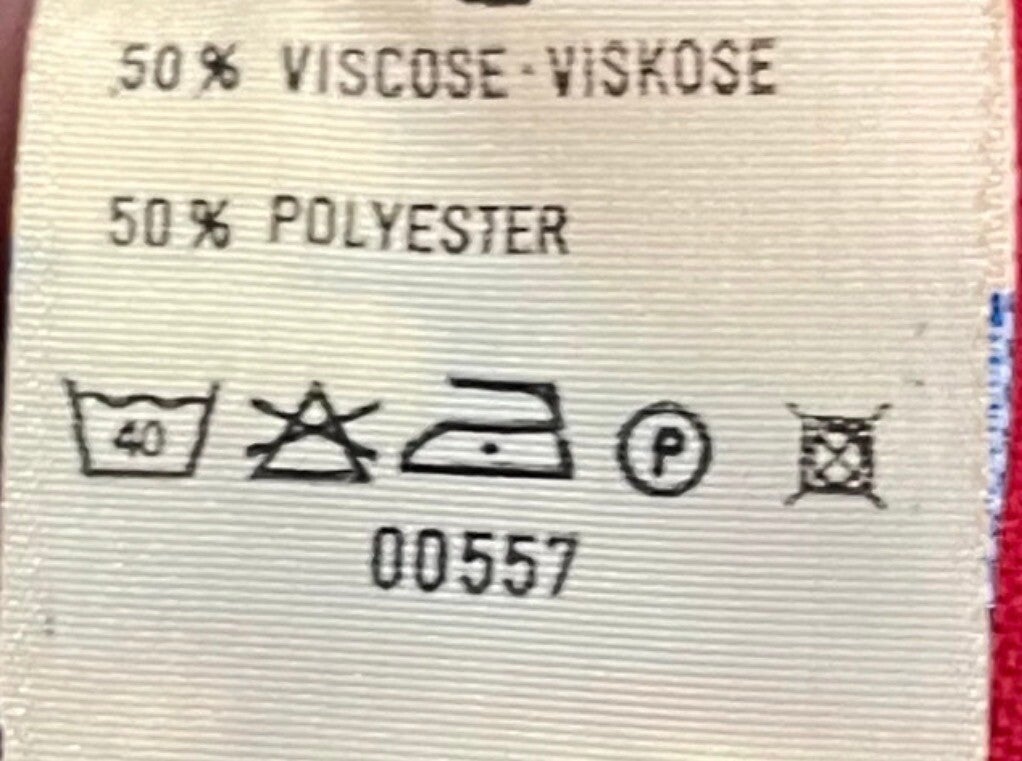 50% VISCOSE·VISKOSE
50% POLYESTER
40 P
00557